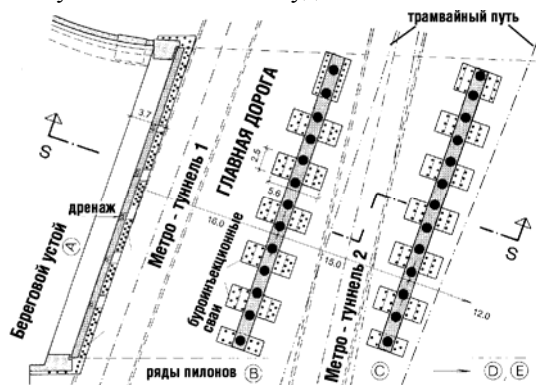 трамвайный путь
3.7
S
Метро - туннель 1
ГЛАВНАЯ ДОРОГА
2.5
5.6
дренаж
16.0
15.0
12.0
S
Береговой устой
A
буроинъекционные
сваи
Метро - туннель 2
ряды пилонов
B
C
D
E